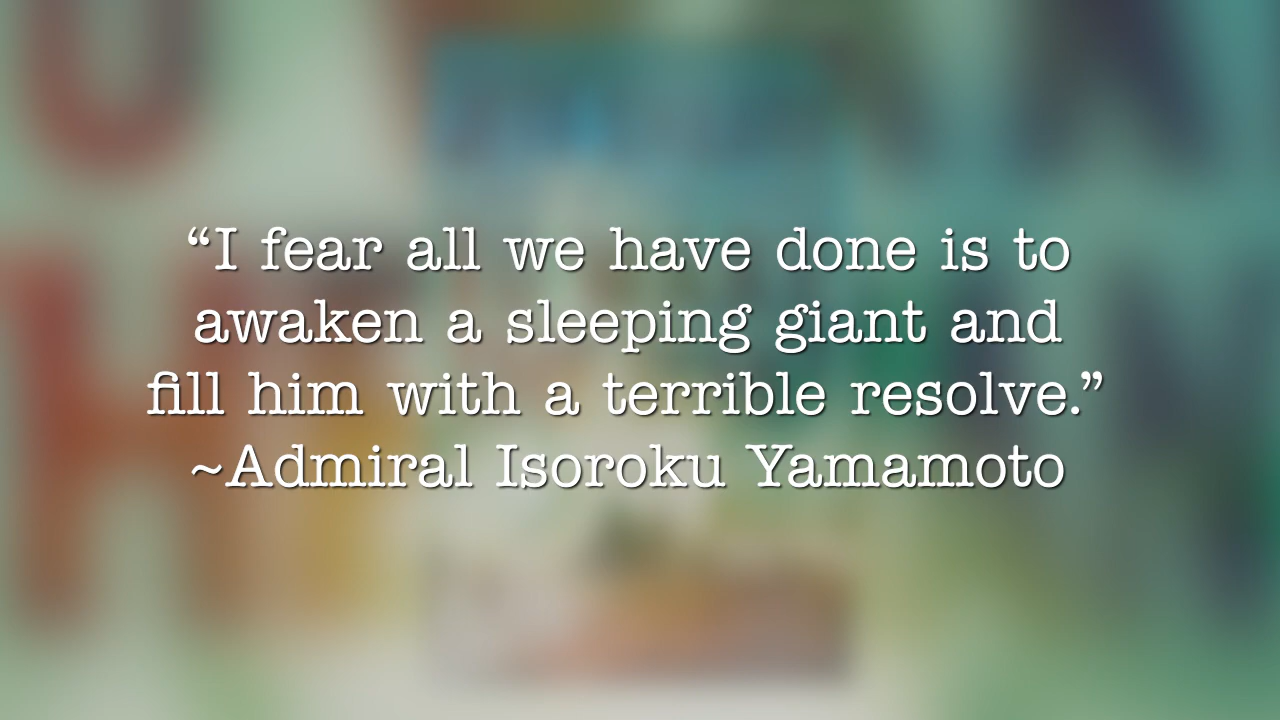 “I fear all we have done is to
awaken a sleeping giant and
fill him with a terrible resolve.”
~Admiral Isoroku Yamamoto